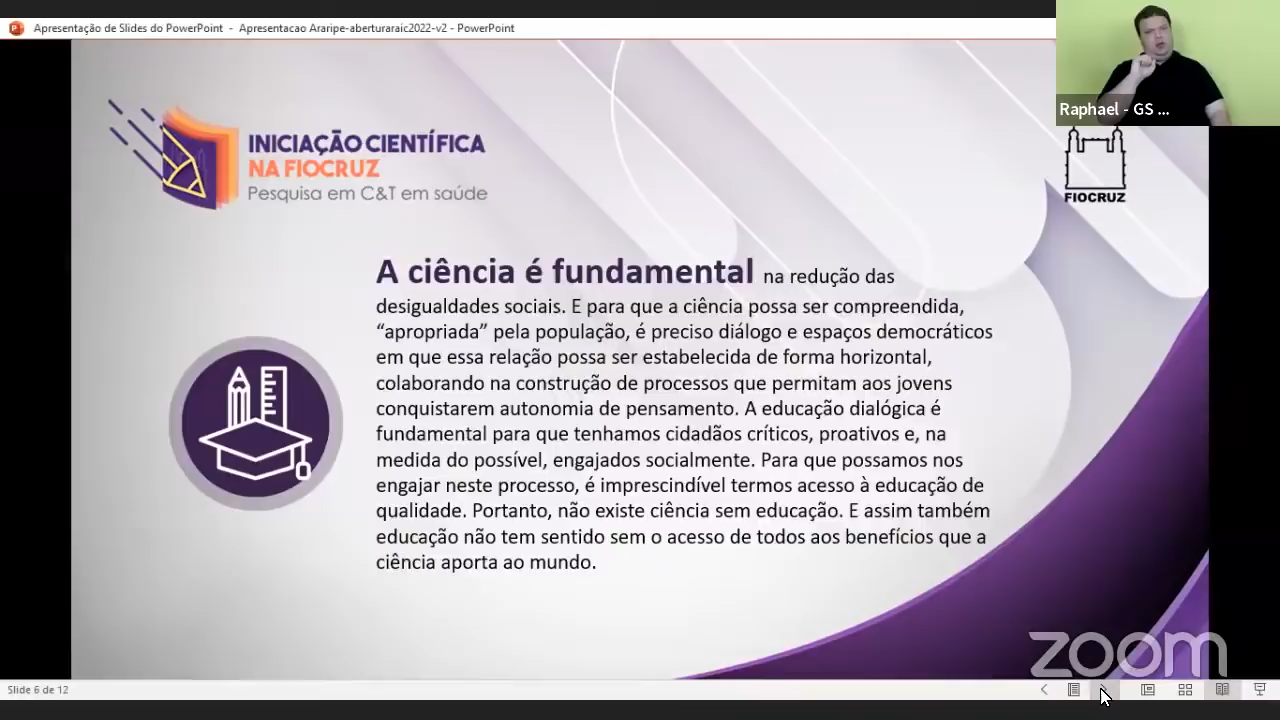 Apresentação de Slides do PowerPoint - Apresentacao Araripe-aberturaraic2022-v2 - PowerPoint
Raphael - GS ...
INICIAÇÃO CIENTÍFICA
NA FIOCRUZ
Pesquisa em C&T em saúde
FIOCRUZ
A ciência é fundamental na redução das
desigualdades sociais. E para que a ciência possa ser compreendida,
“apropriada” pela população, é preciso diálogo e espaços democráticos
em que essa relação possa ser estabelecida de forma horizontal,
colaborando na construção de processos que permitam aos jovens
conquistarem autonomia de pensamento. A educação dialógica é
fundamental para que tenhamos cidadãos críticos, proativos e, na
medida do possível, engajados socialmente. Para que possamos nos
engajar neste processo, é imprescindível termos acesso à educação de
qualidade. Portanto, não existe ciência sem educação. E assim também
educação não tem sentido sem o acesso de todos aos benefícios que a
ciência aporta ao mundo.
zoom
Slide 6 de 12